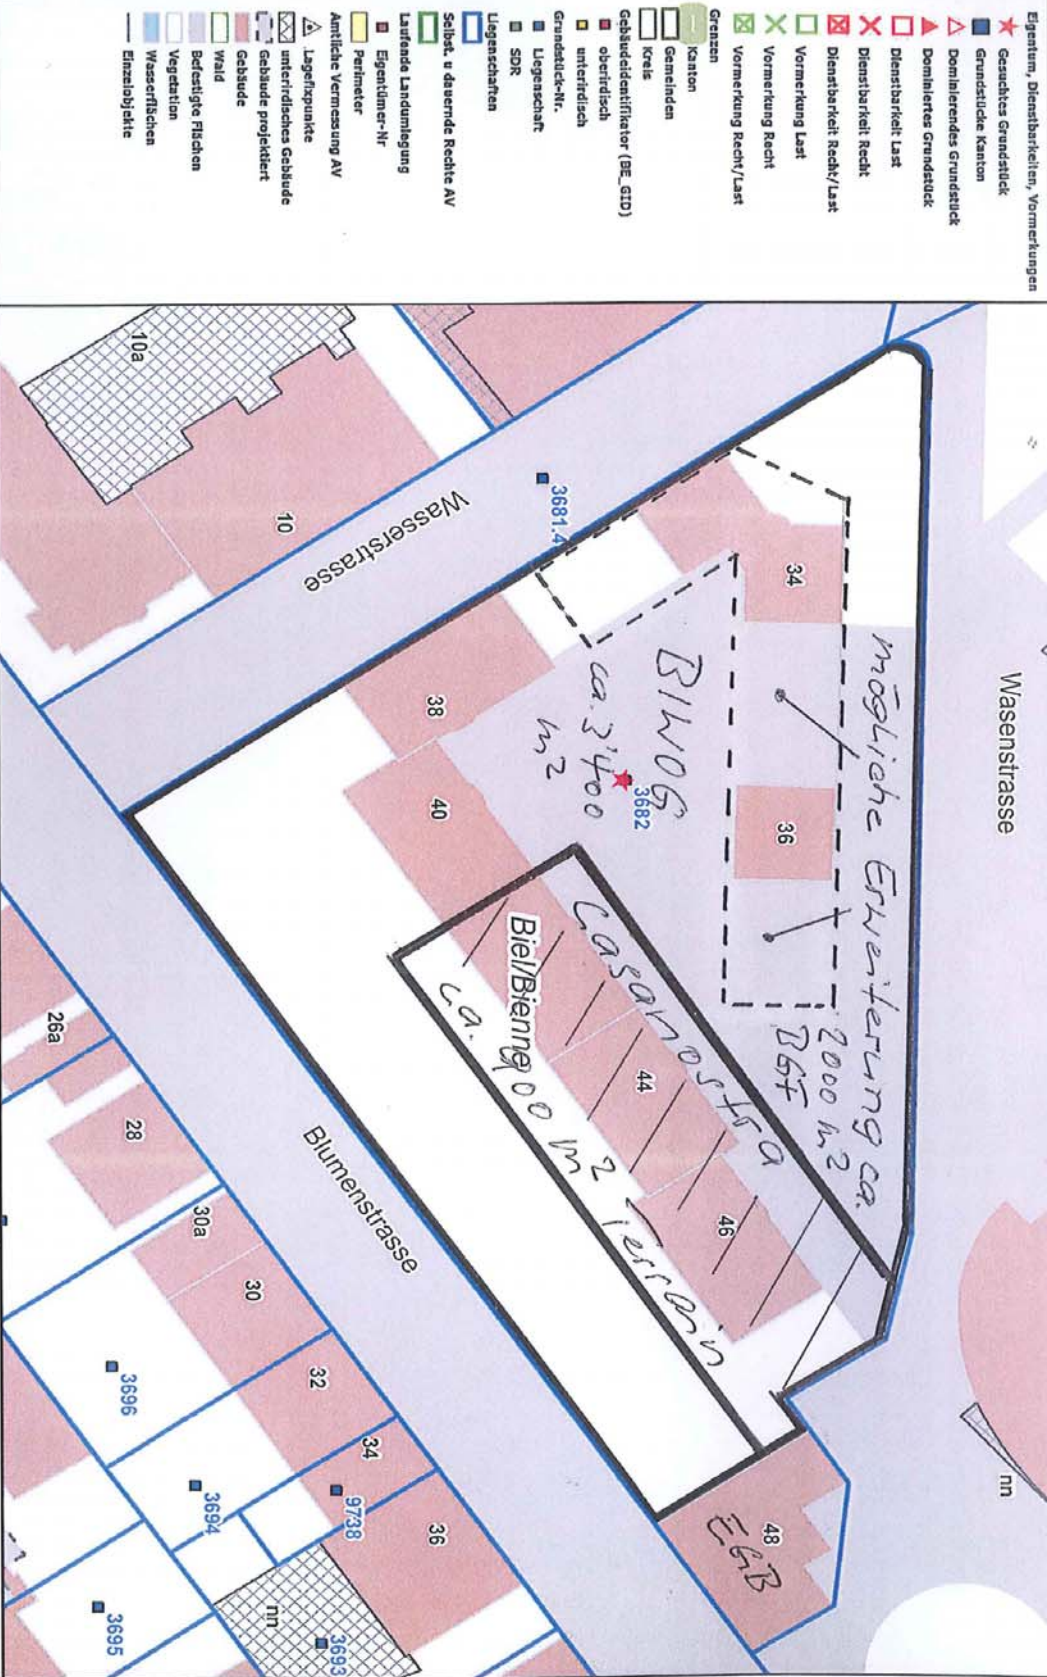 Eigentum, Dienstbarkeiten, Vormerkungen
Gesuchtes Grundstück
Grundstücke Kanton
Dominierendes Grundstück
Dominiertes Grundstück
Dienstbarkeit Last
Dienstbarkeit Recht
Dienstbarkeit Recht/Last
Vormerkung Last
Vormerkung Recht
Vormerkung Recht/Last
Grenzen
Kanton
Gemeinden
Kreis
Gebäudeidentifikator (BE_GID)
oberirdisch
unterirdisch
Grundstück-Nr.
Liegenschaft
SDR
Liegenschaften
Selbst. u dauernde Rechte AV
Laufende Landumlegung
Eigentümer-Nr
Perimeter
Amtliche Vermessung AV
Lagefixpunkte
unterirdisches Gebäude
Gebäude projektiert
Gebäude
Wald
Befestigte Flächen
Vegetation
Wasserflächen
Einzelobjekte
Wasenstrasse
nn
mögliche Erweiterung ca.
2000 m2
BGF
34
36
3681.4
Wasserstrasse
BIWOG
ca. 3'400
m2
3682
10a
10
38
40
Casanostra
44
46
Biel/Bienne
ca. 900 m2 Terrain
48
EGB
Blumenstrasse
26a
28
30a
30
32
34
36
9738
3696
3694
3695
nn
3693